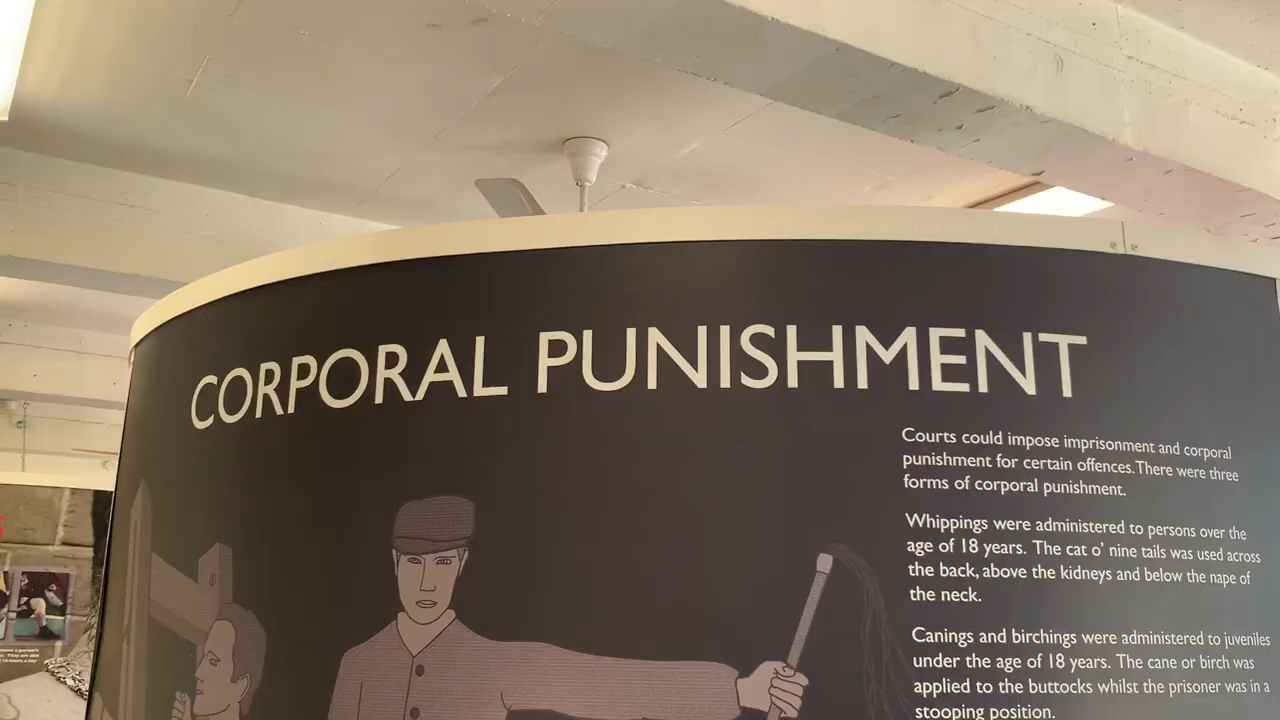 CORPORAL PUNISHMENT
Courts could impose imprisonment and corporal
punishment for certain offences. There were three
forms of corporal punishment.
Whippings were administered to persons over the
age of 18 years. The cat o' nine tails was used across
the back, above the kidneys and below the nape of
the neck.
Canings and birchings were administered to juveniles
under the age of 18 years. The cane or birch was
applied to the buttocks whilst the prisoner was in a
stooping position.